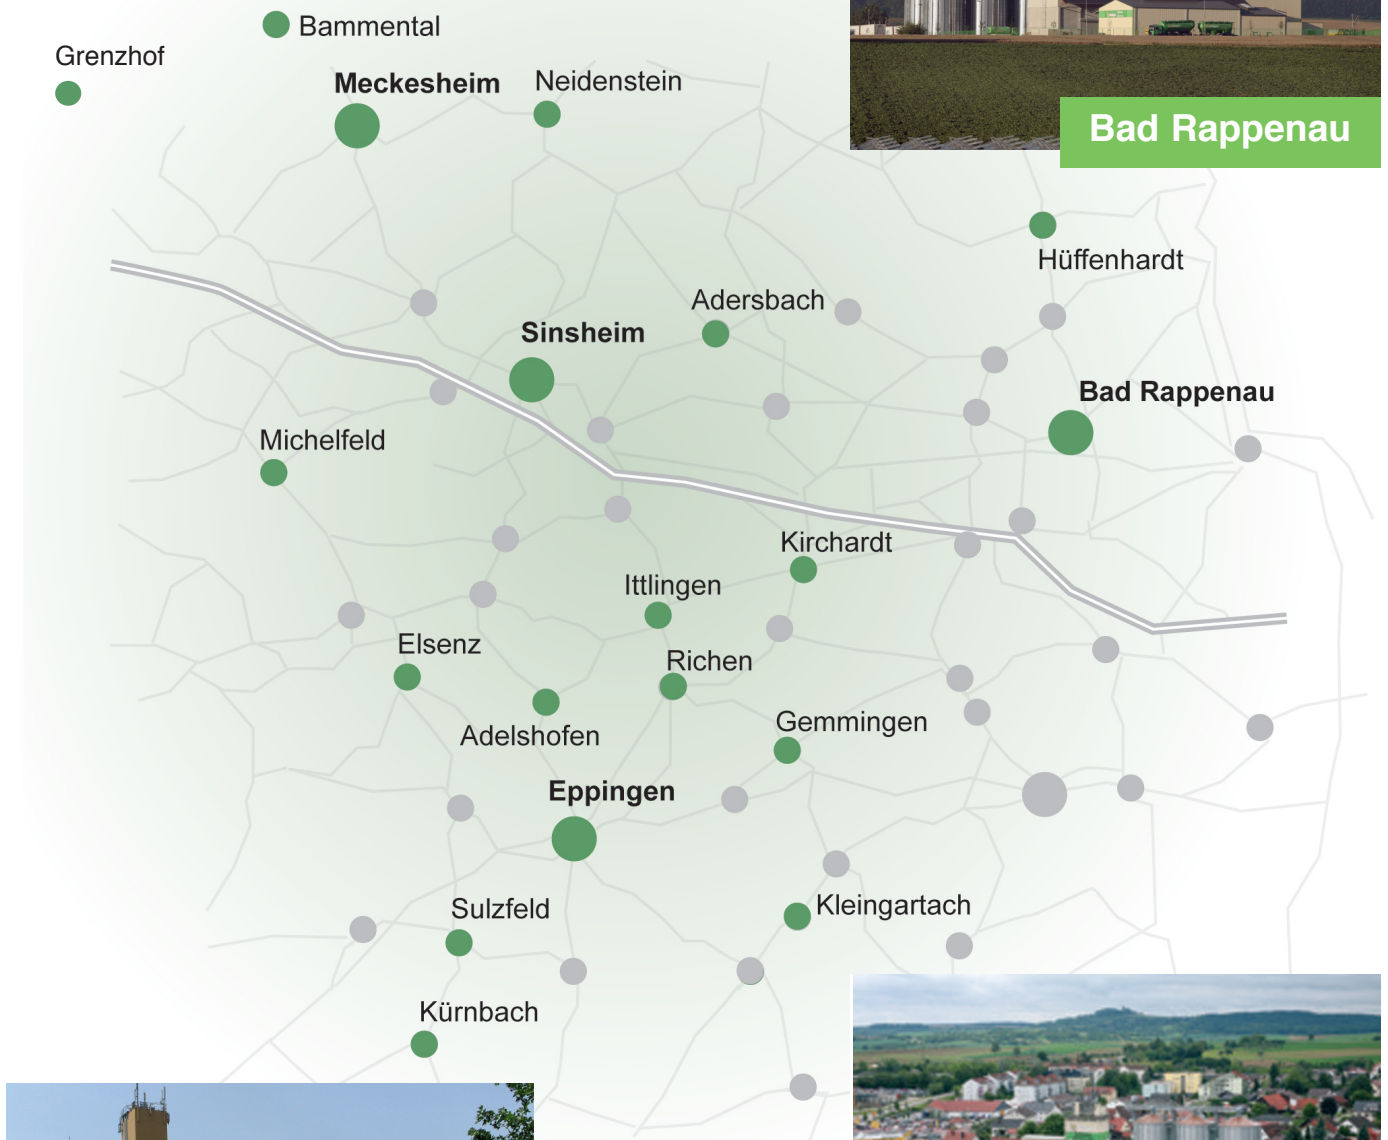 Bammental
Grenzhof
Meckesheim
Neidenstein
Bad Rappenau
Hüffenhardt
Adersbach
Sinsheim
Bad Rappenau
Michelfeld
Kirchardt
Ittlingen
Elsenz
Richen
Adelshofen
Gemmingen
Eppingen
Sulzfeld
Kleingartach
Kürnbach